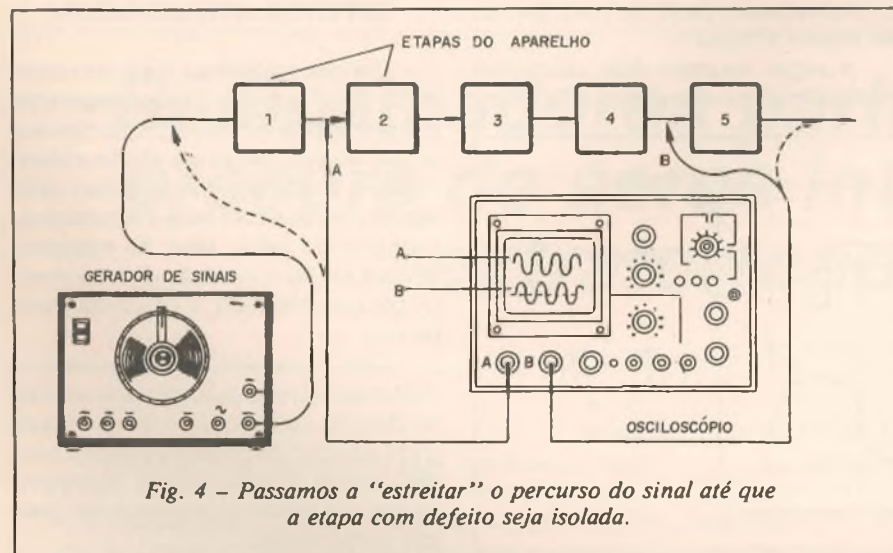 ETAPAS DO APARELHO
1
2
3
4
5
A
B
GERADOR DE SINAIS
A
B
A
B
OSCILOSCÓPIO
Fig. 4 – Passamos a "estreitar" o percurso do sinal até que
a etapa com defeito seja isolada.